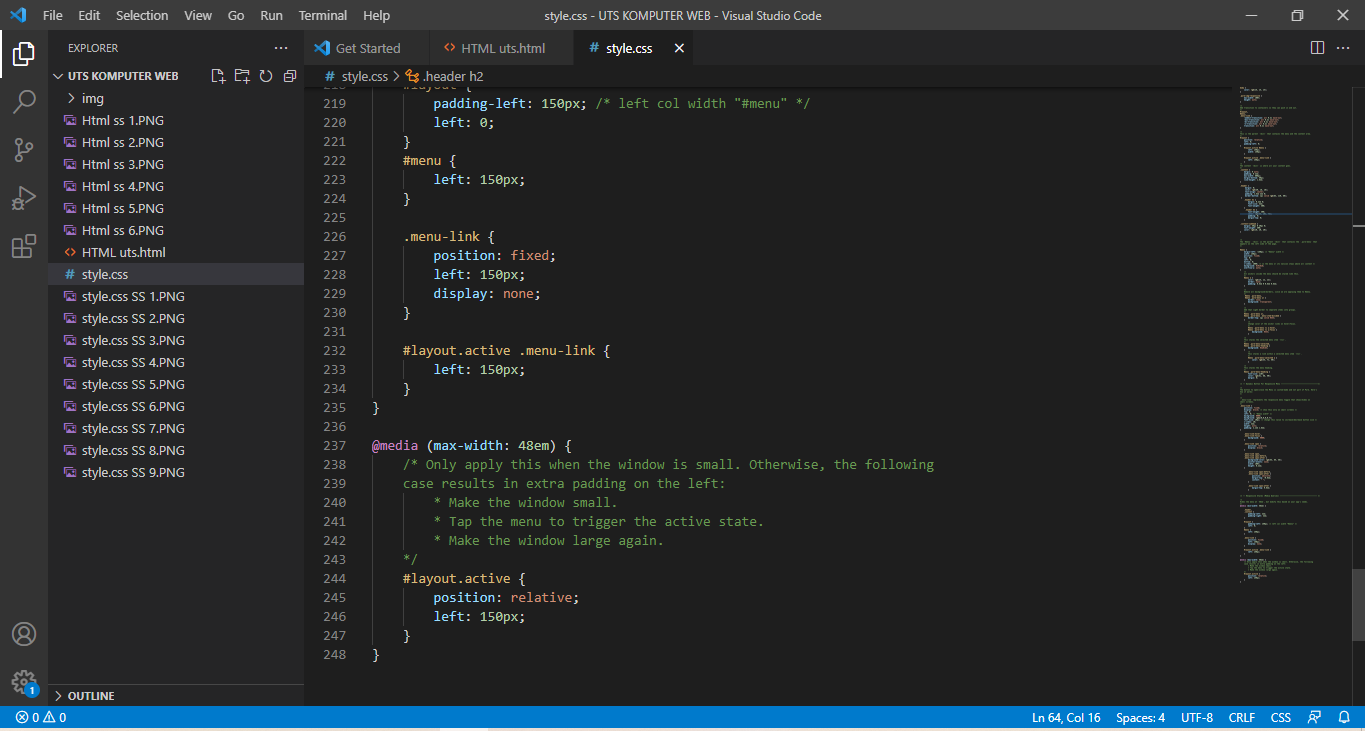 File Edit Selection View Go Run Terminal Help
style.css - UTS KOMPUTER WEB - Visual Studio Code
EXPLORER
UTS KOMPUTER WEB
img
Html ss 1.PNG
Html ss 2.PNG
Html ss 3.PNG
Html ss 4.PNG
Html ss 5.PNG
Html ss 6.PNG
HTML uts.html
style.css
style.css SS 1.PNG
style.css SS 2.PNG
style.css SS 3.PNG
style.css SS 4.PNG
style.css SS 5.PNG
style.css SS 6.PNG
style.css SS 7.PNG
style.css SS 8.PNG
style.css SS 9.PNG
OUTLINE
Get Started HTML uts.html # style.css
# style.css > .header h2
218 #layout {
219 padding-left: 150px; /* left col width "#menu" */
220 left: 0;
221 }
222 #menu {
223 left: 150px;
224 }
225
226 .menu-link {
227 position: fixed;
228 left: 150px;
229 display: none;
230 }
231
232 #layout.active .menu-link {
233 left: 150px;
234 }
235 }
236
237 @media (max-width: 48em) {
238 /* Only apply this when the window is small. Otherwise, the following
239 case results in extra padding on the left:
240 * Make the window small.
241 * Tap the menu to trigger the active state.
242 * Make the window large again.
243 */
244 #layout.active {
245 position: relative;
246 left: 150px;
247 }
248 }
1
0 0
Ln 64, Col 16 Spaces: 4 UTF-8 CRLF CSS